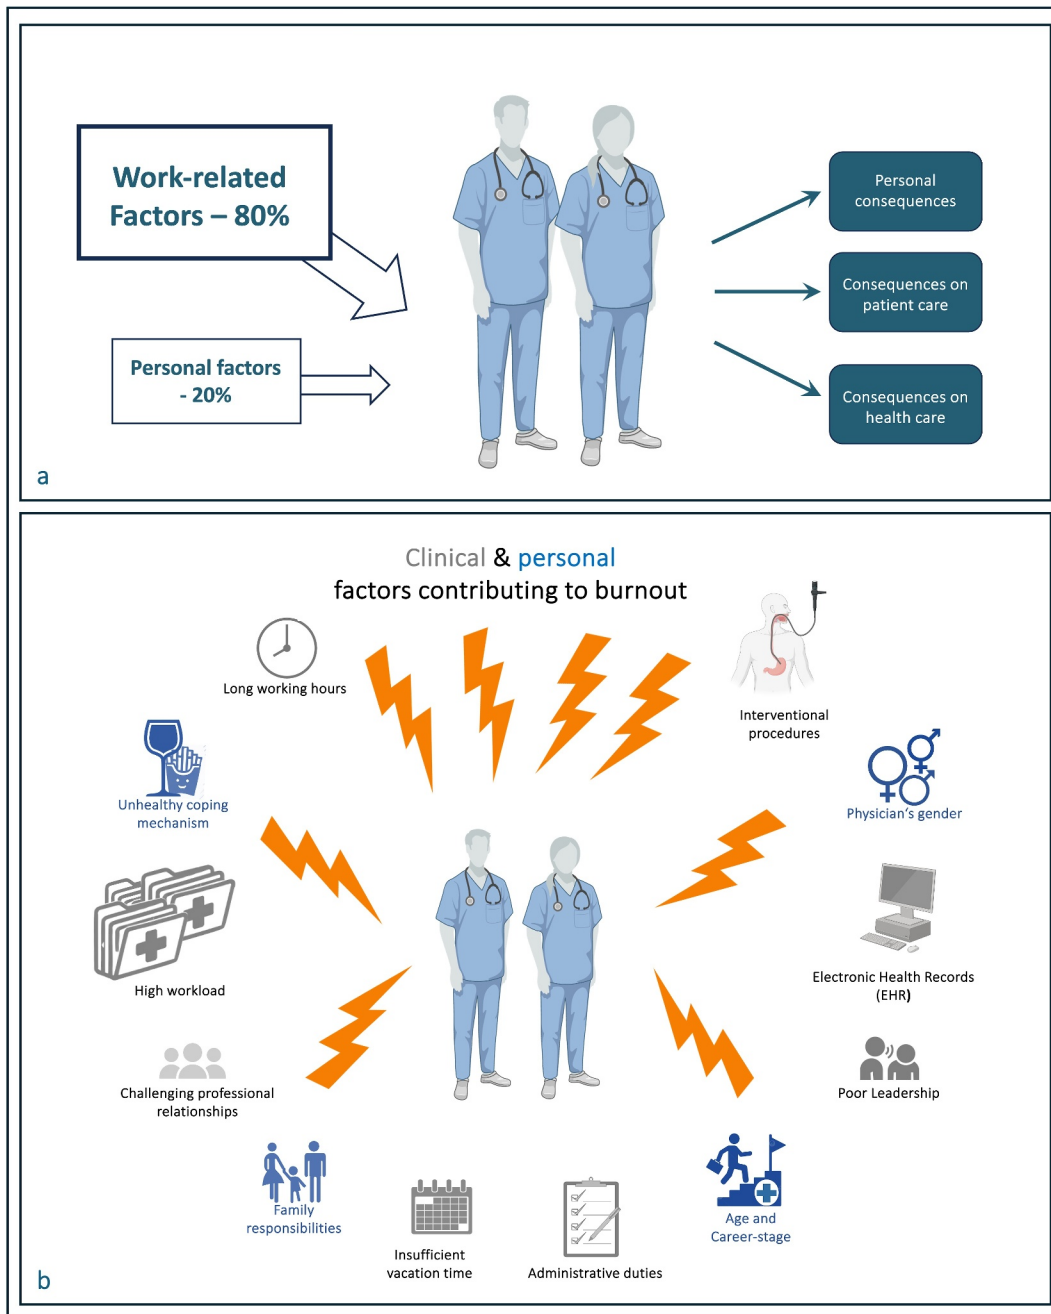 Work-related
Factors – 80%
Personal factors
- 20%
Personal
consequences
Consequences on
patient care
Consequences on
health care
a
Clinical & personal
factors contributing to burnout
Long working hours
Interventional
procedures
Unhealthy coping
mechanism
Physician‘s gender
High workload
Electronic Health Records
(EHR)
Challenging professional
relationships
Poor Leadership
Family
responsibilities
Age and
Career-stage
Insufficient
vacation time
Administrative duties
b